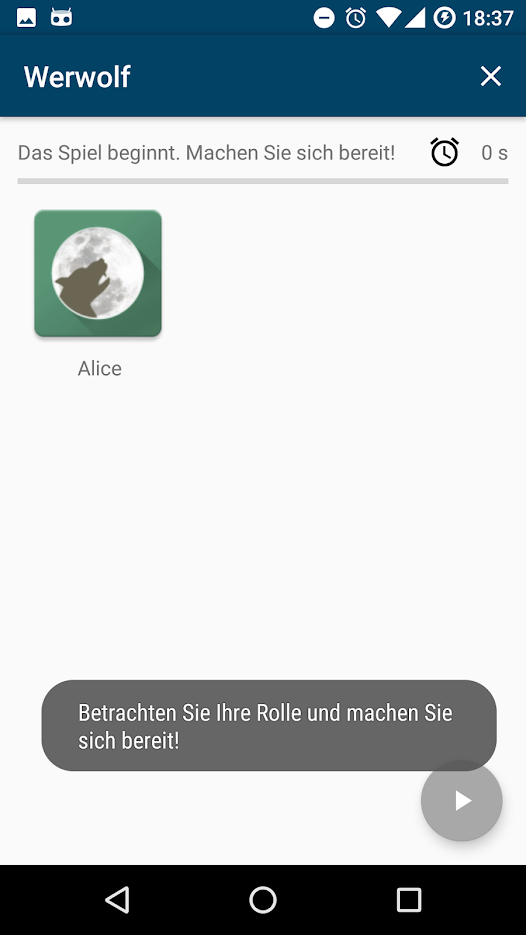 18:37
Werwolf
Das Spiel beginnt. Machen Sie sich bereit!
0 s
Alice
Betrachten Sie Ihre Rolle und machen Sie
sich bereit!